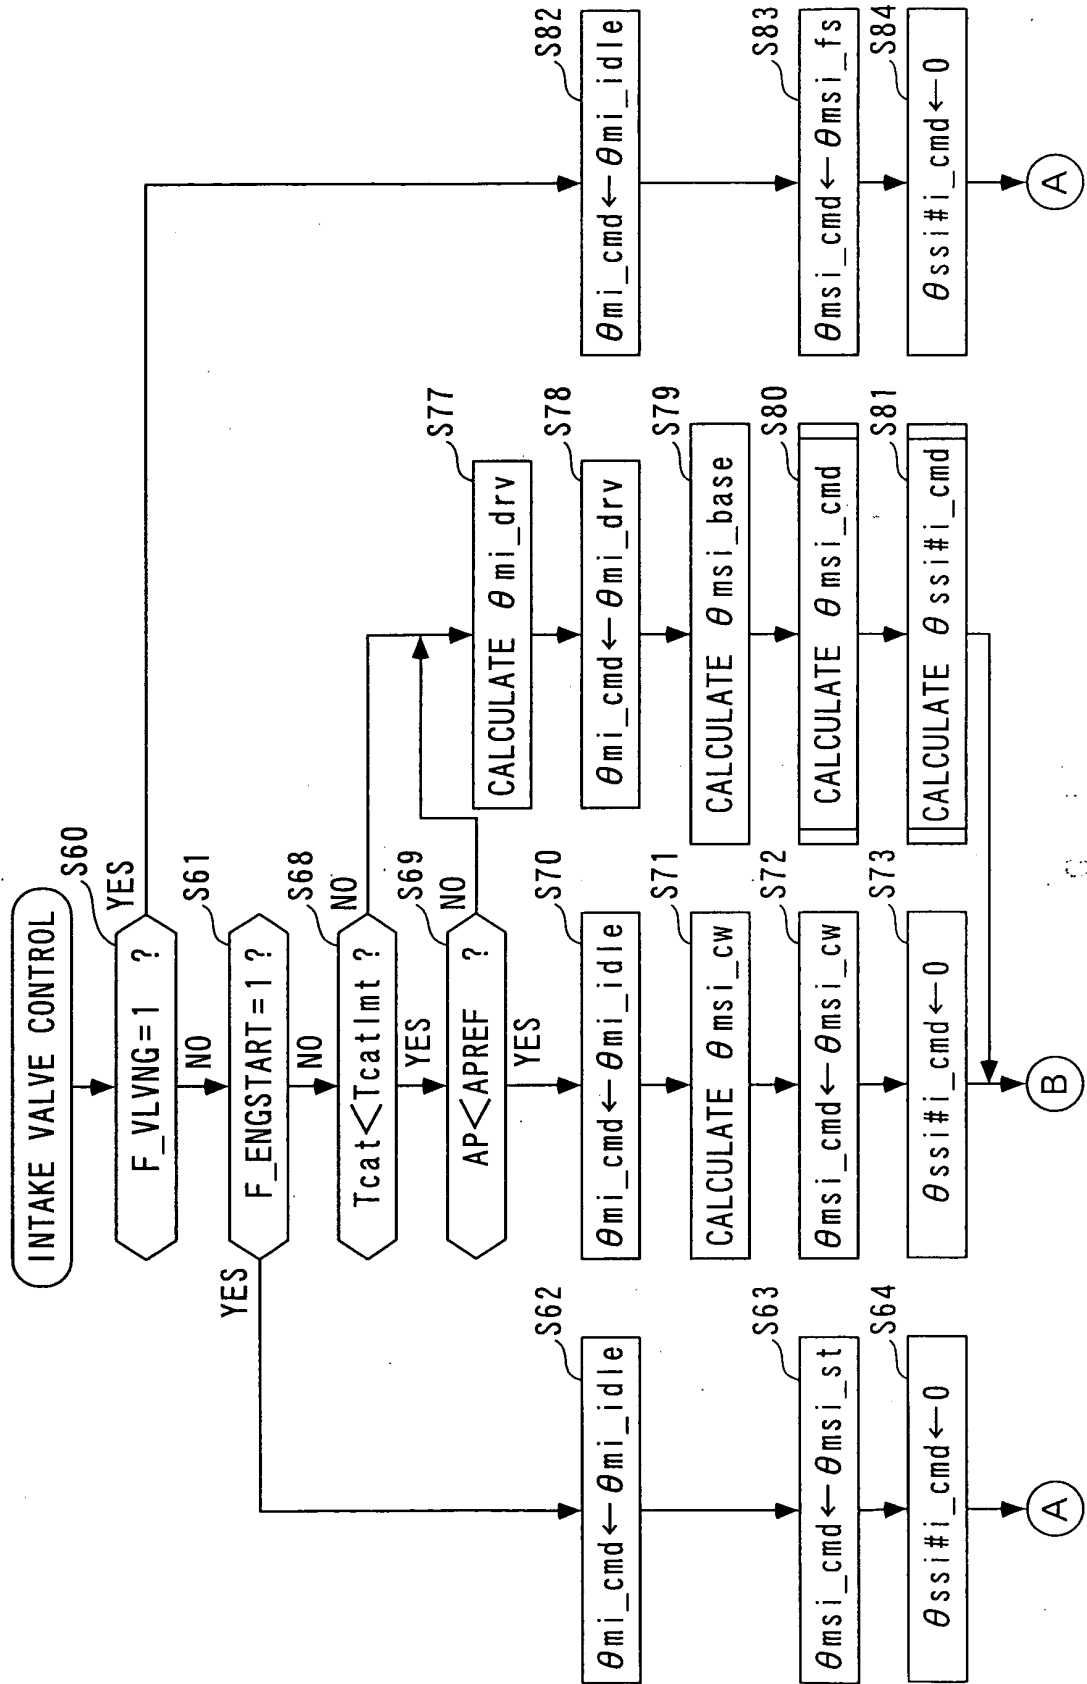 INTAKE VALVE CONTROL
S60
F_VLVNG=1 ?
YES
NO
S61
F_ENGSTART=1 ?
YES
NO
S68
Tcat<Tcatlmt ?
NO
YES
S69
AP<APREF ?
NO
YES
S62
θmi_cmd←θmi_idle
S63
θmsi_cmd←θmsi_st
S64
θssi#i_cmd←0
A
S70
θmi_cmd←θmi_idle
S71
CALCULATE θmsi_cw
S72
θmsi_cmd←θmsi_cw
S73
θssi#i_cmd←0
B
S77
CALCULATE θmi_drv
S78
θmi_cmd←θmi_drv
S79
CALCULATE θmsi_base
S80
CALCULATE θmsi_cmd
S81
CALCULATE θssi#i_cmd
S82
θmi_cmd←θmi_idle
S83
θmsi_cmd←θmsi_fs
S84
θssi#i_cmd←0
A